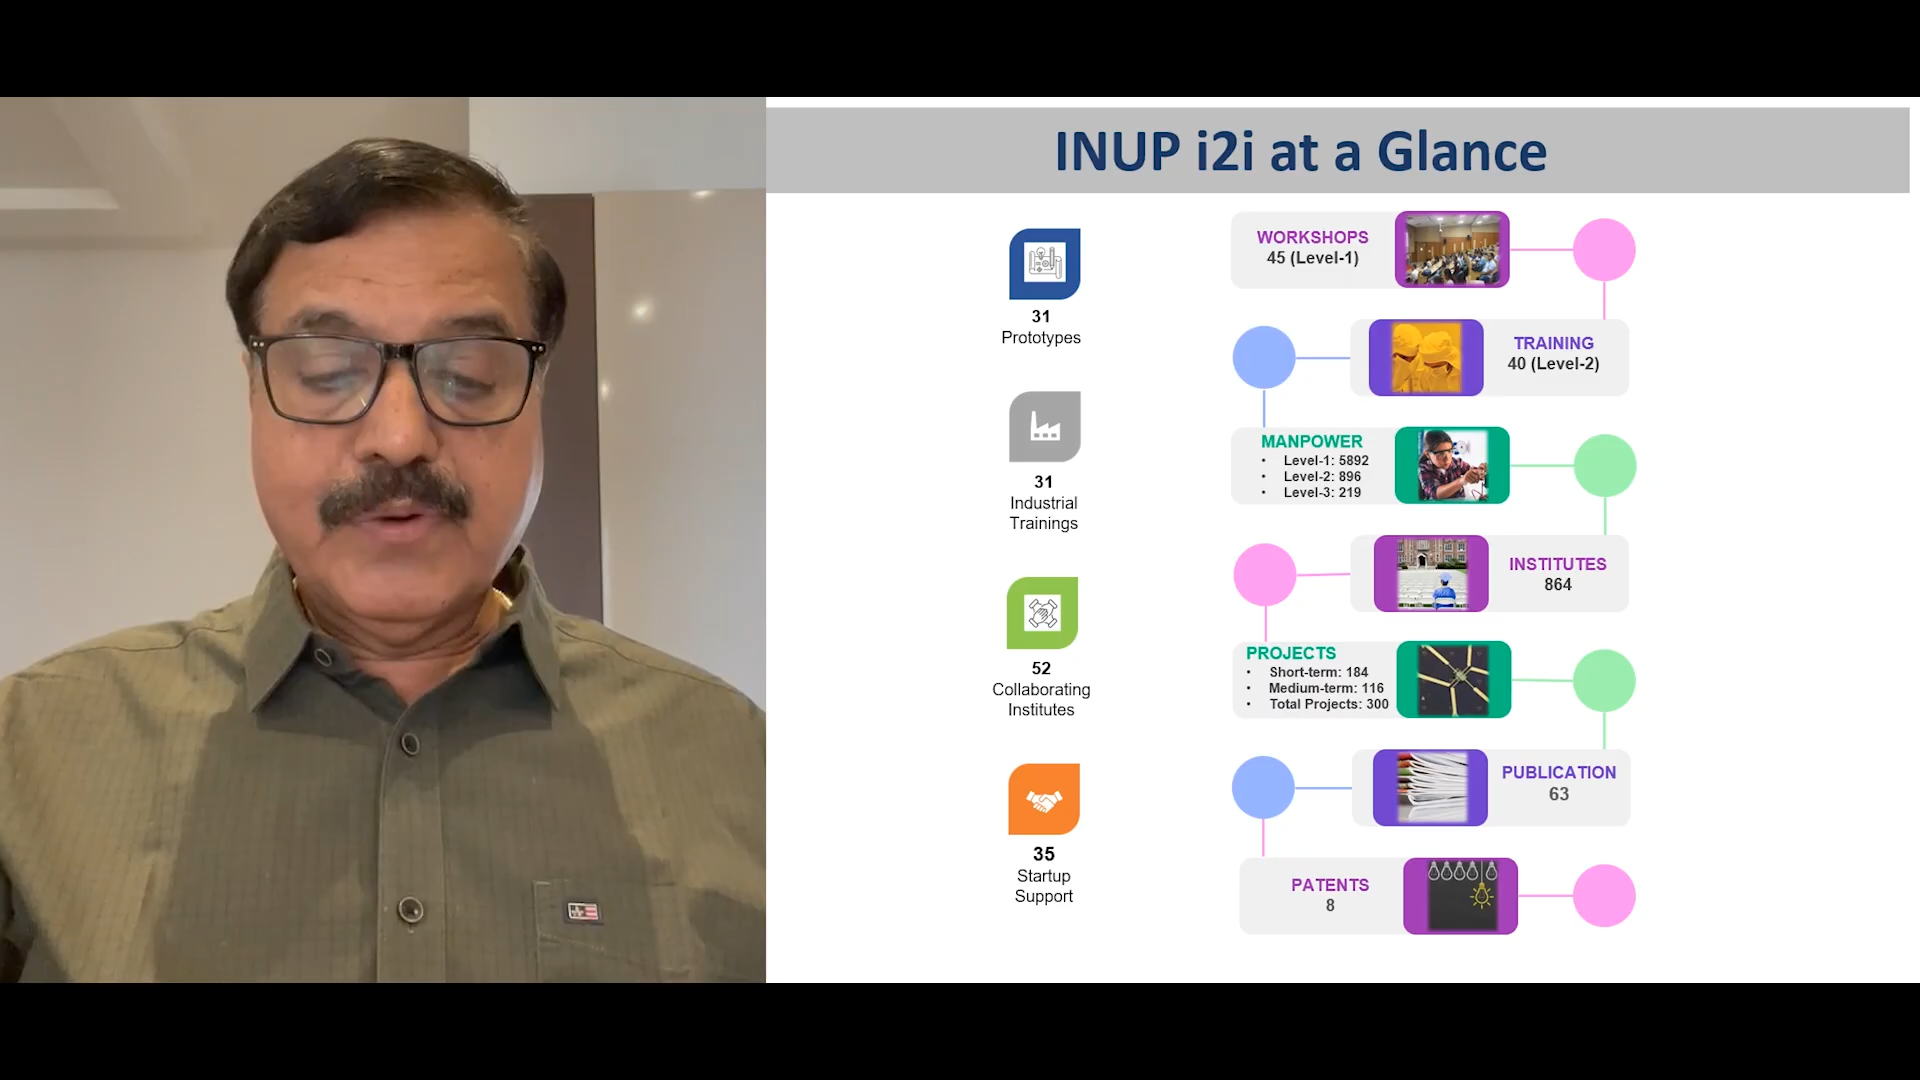 INUP i2i at a Glance
31
Prototypes
31
Industrial
Trainings
52
Collaborating
Institutes
35
Startup
Support
WORKSHOPS
45 (Level-1)
TRAINING
40 (Level-2)
MANPOWER
• Level-1: 5892
• Level-2: 896
• Level-3: 219
INSTITUTES
864
PROJECTS
• Short-term: 184
• Medium-term: 116
• Total Projects: 300
PUBLICATION
63
PATENTS
8